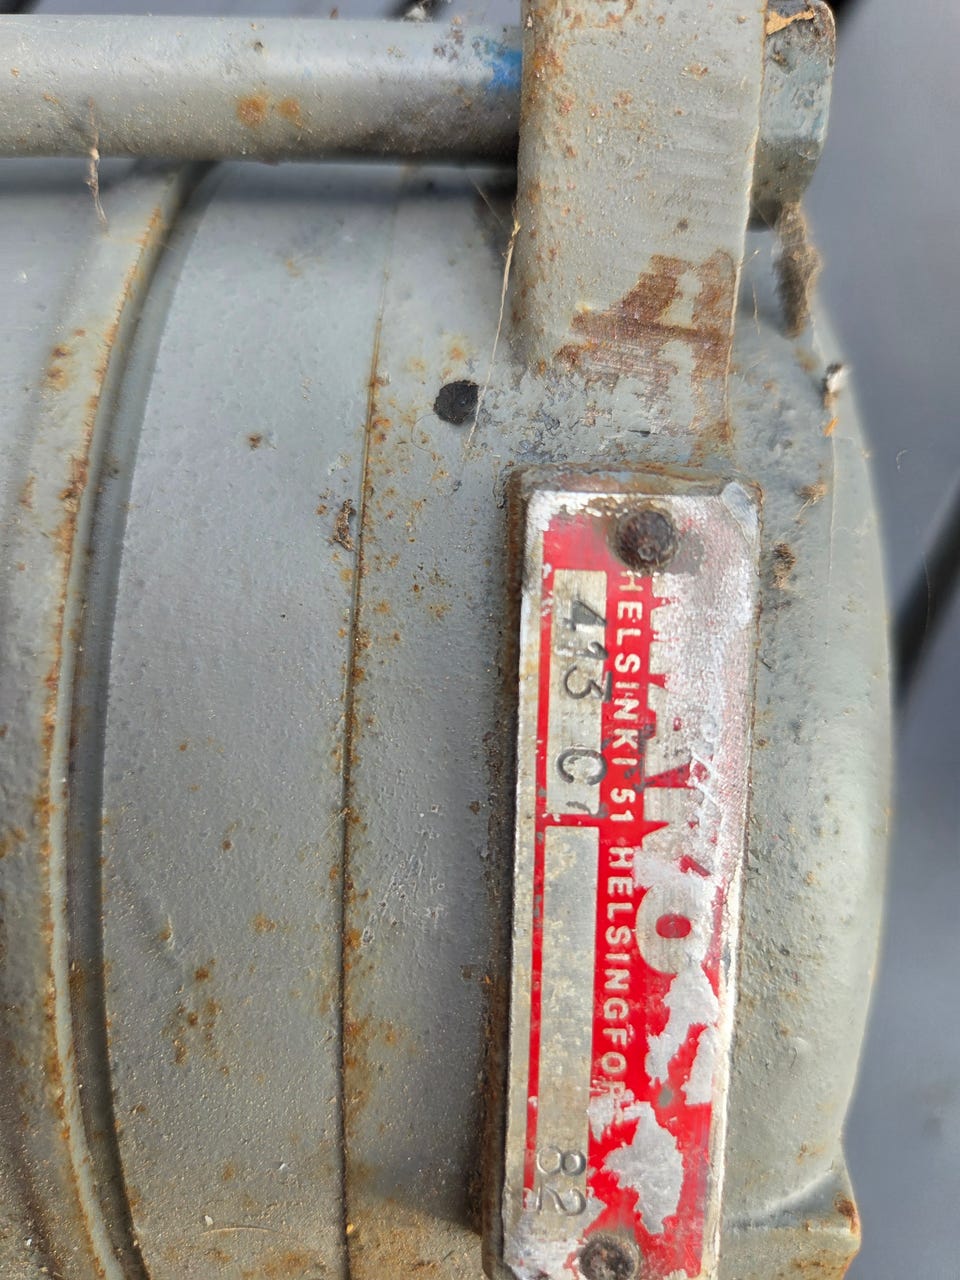 HELSINKI 51 HELSINGFORS
413 C
82